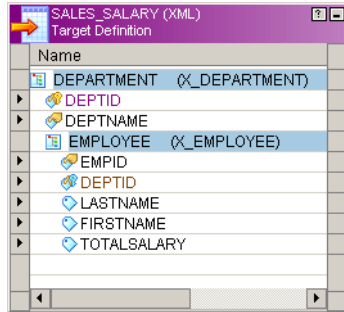 SALES_SALARY (XML)
Target Definition
Name
DEPARTMENT (X_DEPARTMENT)
DEPTID
DEPTNAME
EMPLOYEE (X_EMPLOYEE)
EMPID
DEPTID
LASTNAME
FIRSTNAME
TOTALSALARY